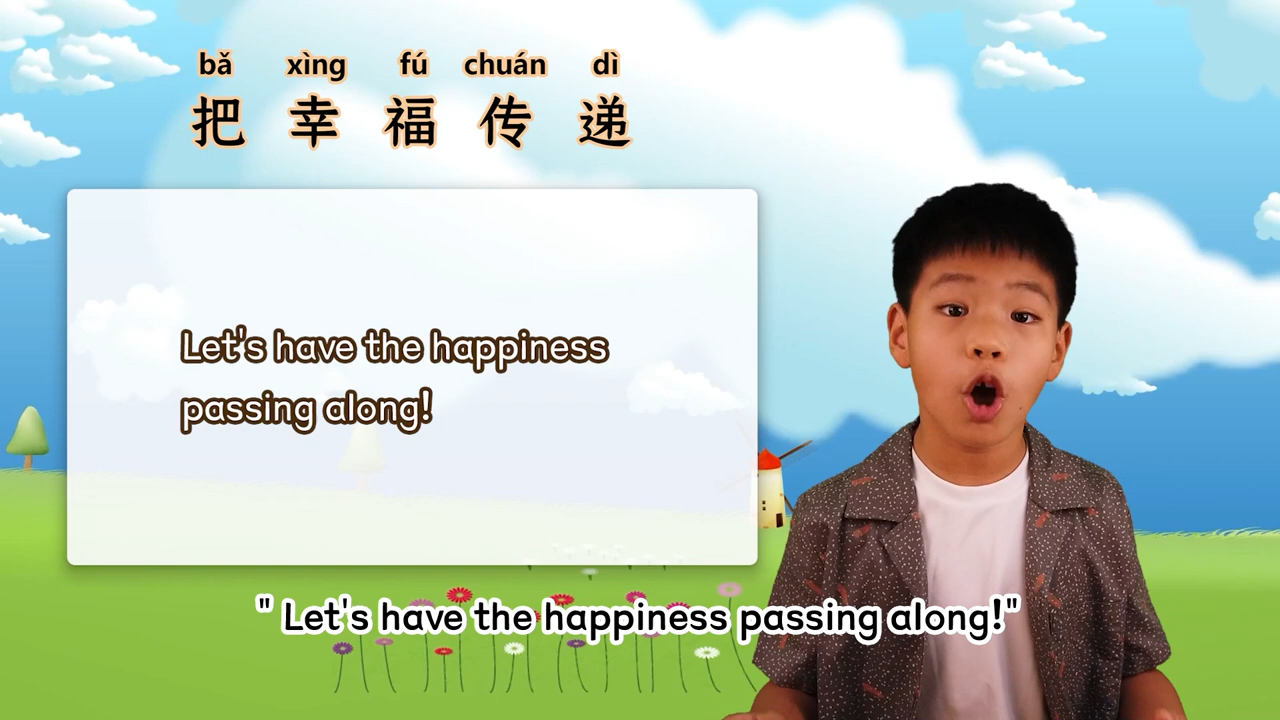 bǎ xìng fú chuán dì
把 幸 福 传 递
Let's have the happiness
passing along!
" Let's have the happiness passing along!"